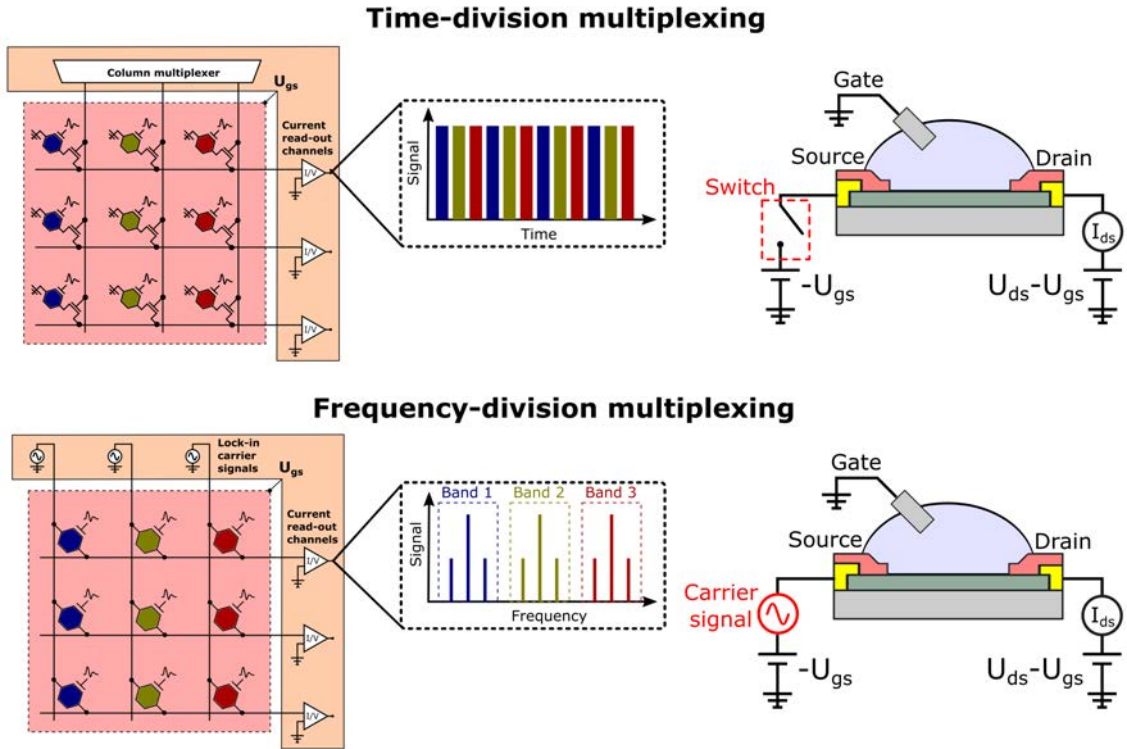 Time-division multiplexing
Column multiplexer
Ugs
Current
read-out
channels
I/V
I/V
I/V
Signal
Time
Gate
Source
Drain
Switch
Ids
-Ugs
Uds-Ugs
Frequency-division multiplexing
Lock-in
carrier
signals
Ugs
Current
read-out
channels
I/V
I/V
I/V
Band 1 Band 2 Band 3
Signal
Frequency
Gate
Source
Drain
Carrier
signal
Ids
-Ugs
Uds-Ugs